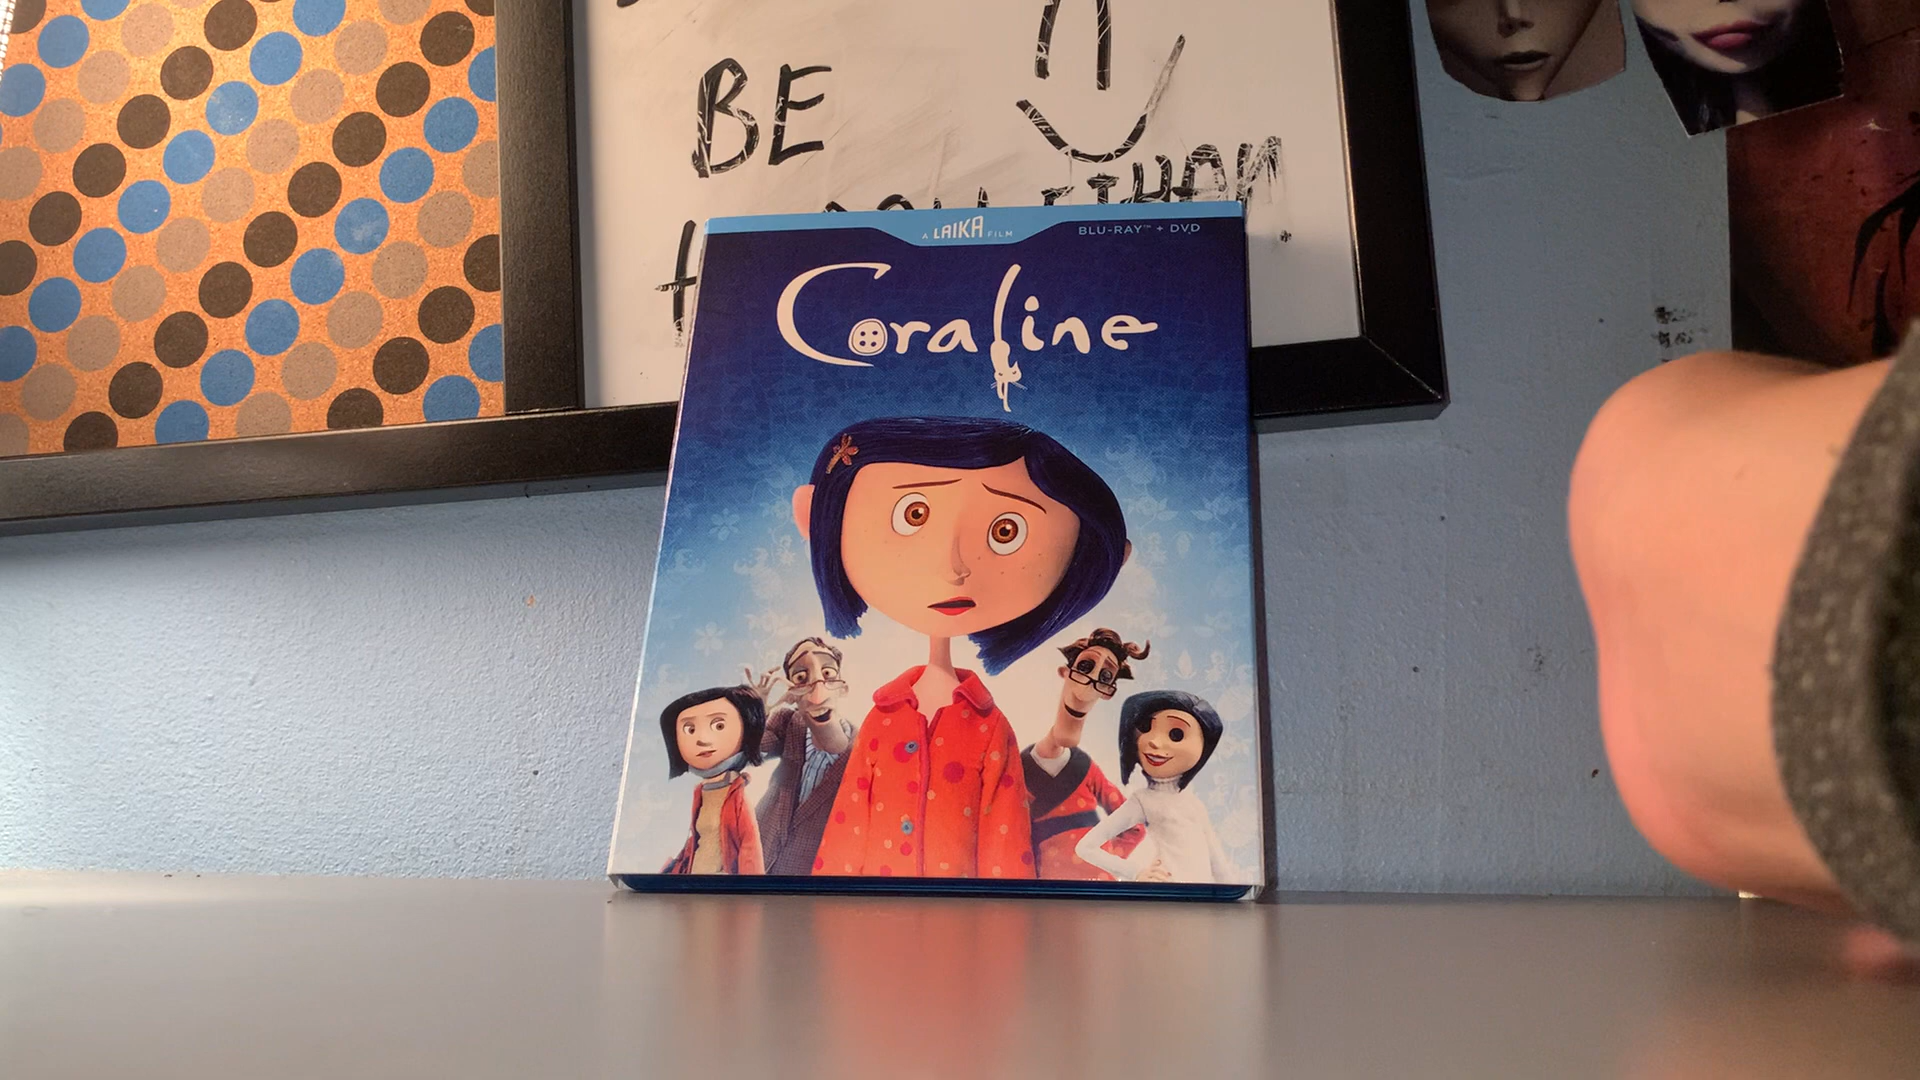 BE
A LAIKA FILM
BLU-RAY™ + DVD
Coraline